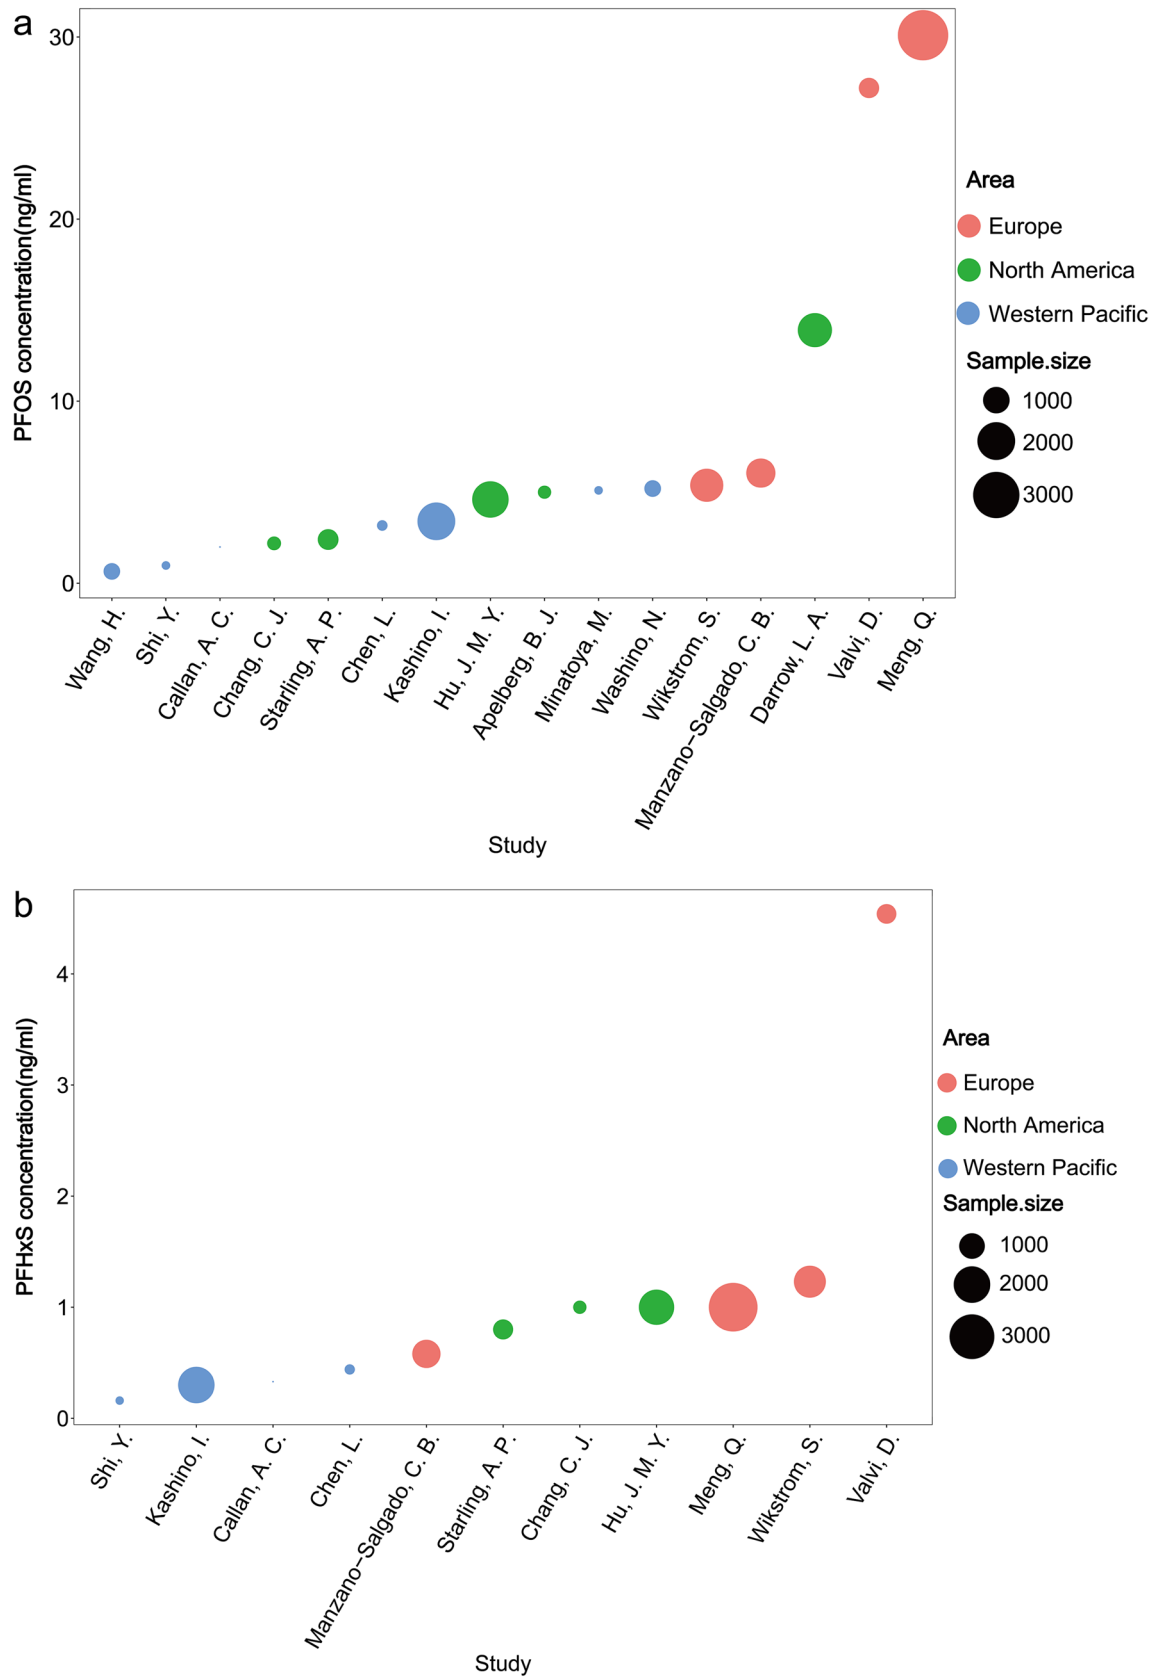 a
PFOS concentration(ng/ml)
30
20
10
0
Wang, H.
Shi, Y.
Callan, A. C.
Chang, C. J.
Starling, A. P.
Chen, L.
Kashino, I.
Hu, J. M. Y.
Apelberg, B. J.
Minatoya, M.
Washino, N.
Wikstrom, S.
Manzano−Salgado, C. B.
Darrow, L. A.
Valvi, D.
Meng, Q.
Study
Area
Europe
North America
Western Pacific
Sample.size
1000
2000
3000
b
PFHxS concentration(ng/ml)
4
3
2
1
0
Shi, Y.
Kashino, I.
Callan, A. C.
Chen, L.
Manzano−Salgado, C. B.
Starling, A. P.
Chang, C. J.
Hu, J. M. Y.
Meng, Q.
Wikstrom, S.
Valvi, D.
Study
Area
Europe
North America
Western Pacific
Sample.size
1000
2000
3000